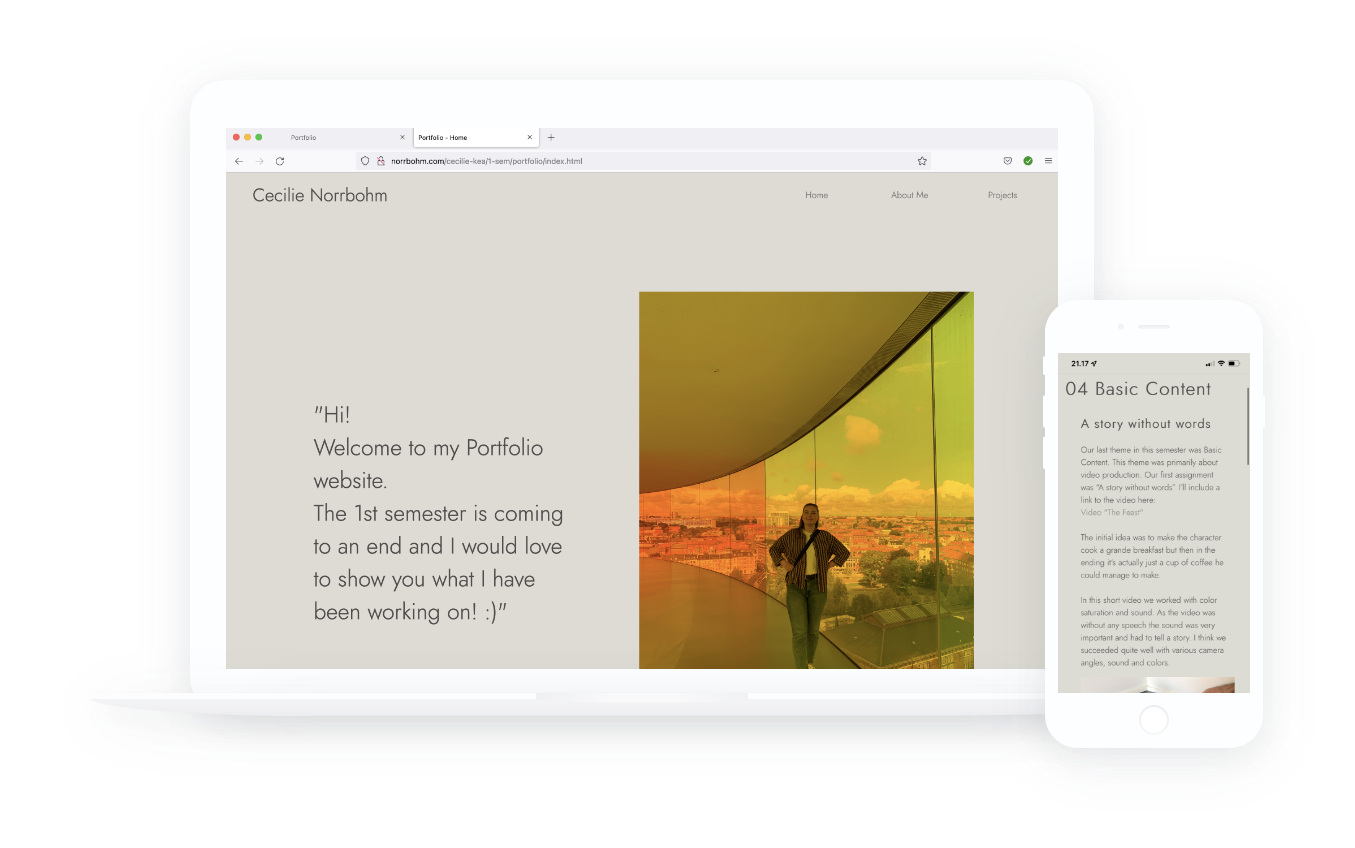 Portfolio
Portfolio - Home
norrbohm.com/cecilie-kea/1-sem/portfolio/index.html
Cecilie Norrbohm
Home
About Me
Projects
"Hi!
Welcome to my Portfolio
website.
The 1st semester is coming
to an end and I would love
to show you what I have
been working on! :)"
21.17
04 Basic Content
A story without words
Our last theme in this semester was Basic
Content. This theme was primarily about
video production. Our first assignment
was "A story without words" I'll include a
link to the video here:
Video "The Feast"
The initial idea was to make the character
cook a grande breakfast but then in the
ending it's actually just a cup of coffee he
could manage to make.
In this short video we worked with color
saturation and sound. As the video was
without any speech the sound was very
important and had to tell a story. I think we
succeeded quite well with various camera
angles, sound and colors.